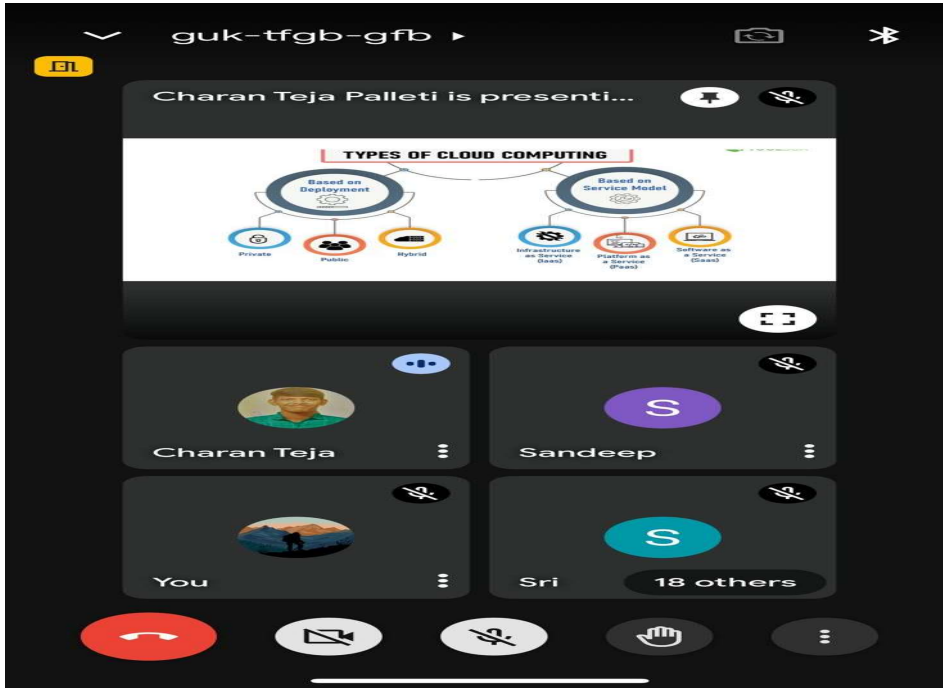 guk-tfgb-gfb
Charan Teja Palleti is presenti...
TYPES OF CLOUD COMPUTING
Based on
Deployment
Based on
Service Model
Private
Public
Hybrid
Infrastructure
as Service
(Iaas)
Platform as
a Service
(Paas)
Software as
a Service
(Saas)
Charan Teja
S
Sandeep
You
S
Sri
18 others